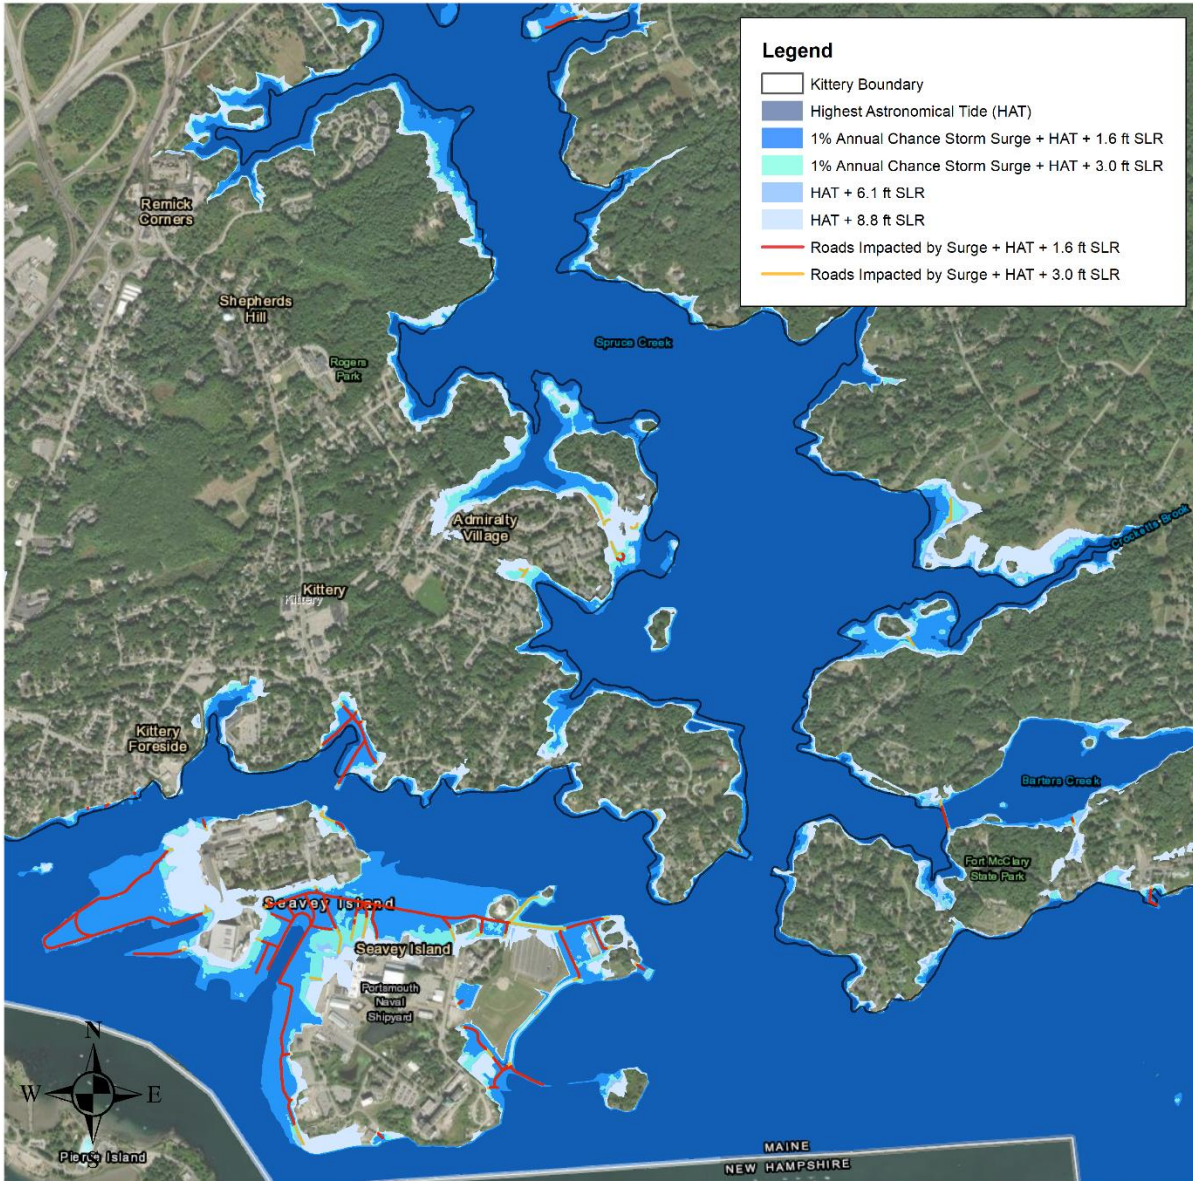 Legend
Kittery Boundary
Highest Astronomical Tide (HAT)
1% Annual Chance Storm Surge + HAT + 1.6 ft SLR
1% Annual Chance Storm Surge + HAT + 3.0 ft SLR
HAT + 6.1 ft SLR
HAT + 8.8 ft SLR
Roads Impacted by Surge + HAT + 1.6 ft SLR
Roads Impacted by Surge + HAT + 3.0 ft SLR
Remick
Corners
Shepherds
Hill
Rogers
Park
Spruce Creek
Admiralty
Village
Crocketts Brook
Kittery
Kittery
Kittery
Foreside
Barters Creek
Fort McClary
State Park
Seavey Island
Seavey Island
Portsmouth
Naval
Shipyard
N
W
E
S
Pierce Island
MAINE
NEW HAMPSHIRE